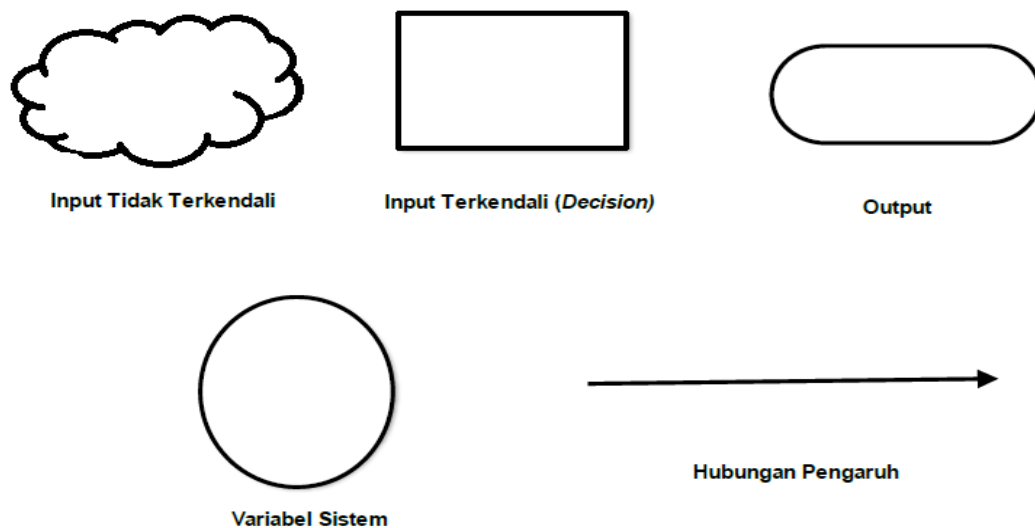 Input Tidak Terkendali
Input Terkendali (Decision)
Output
Variabel Sistem
Hubungan Pengaruh